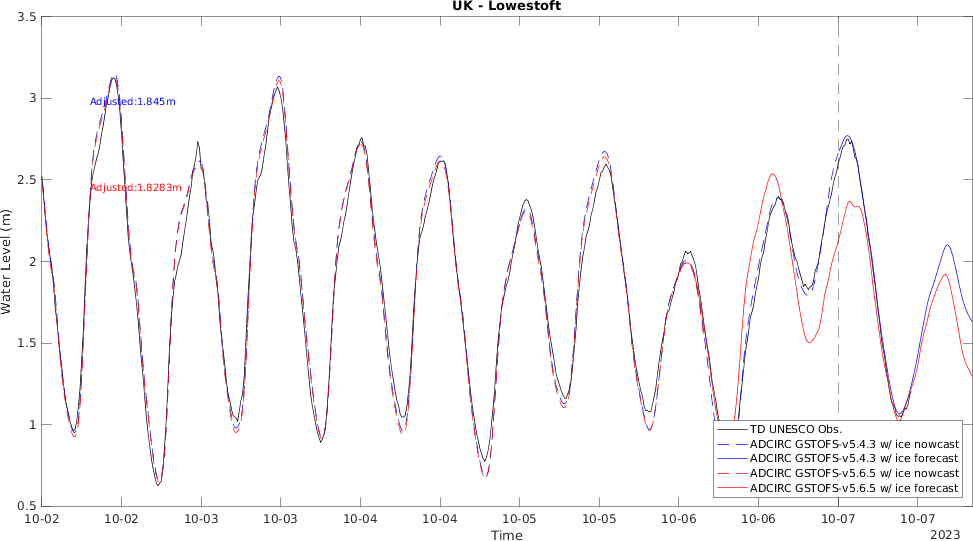 UK - Lowestoft
3.5
3
2.5
2
1.5
1
0.5
Water Level (m)
Adjusted:1.845m
Adjusted:1.8283m
TD UNESCO Obs.
ADCIRC GSTOFS-v5.4.3 w/ ice nowcast
ADCIRC GSTOFS-v5.4.3 w/ ice forecast
ADCIRC GSTOFS-v5.6.5 w/ ice nowcast
ADCIRC GSTOFS-v5.6.5 w/ ice forecast
10-02 10-02 10-03 10-03 10-04 10-04 10-05 10-05 10-06 10-06 10-07 10-07
Time
2023